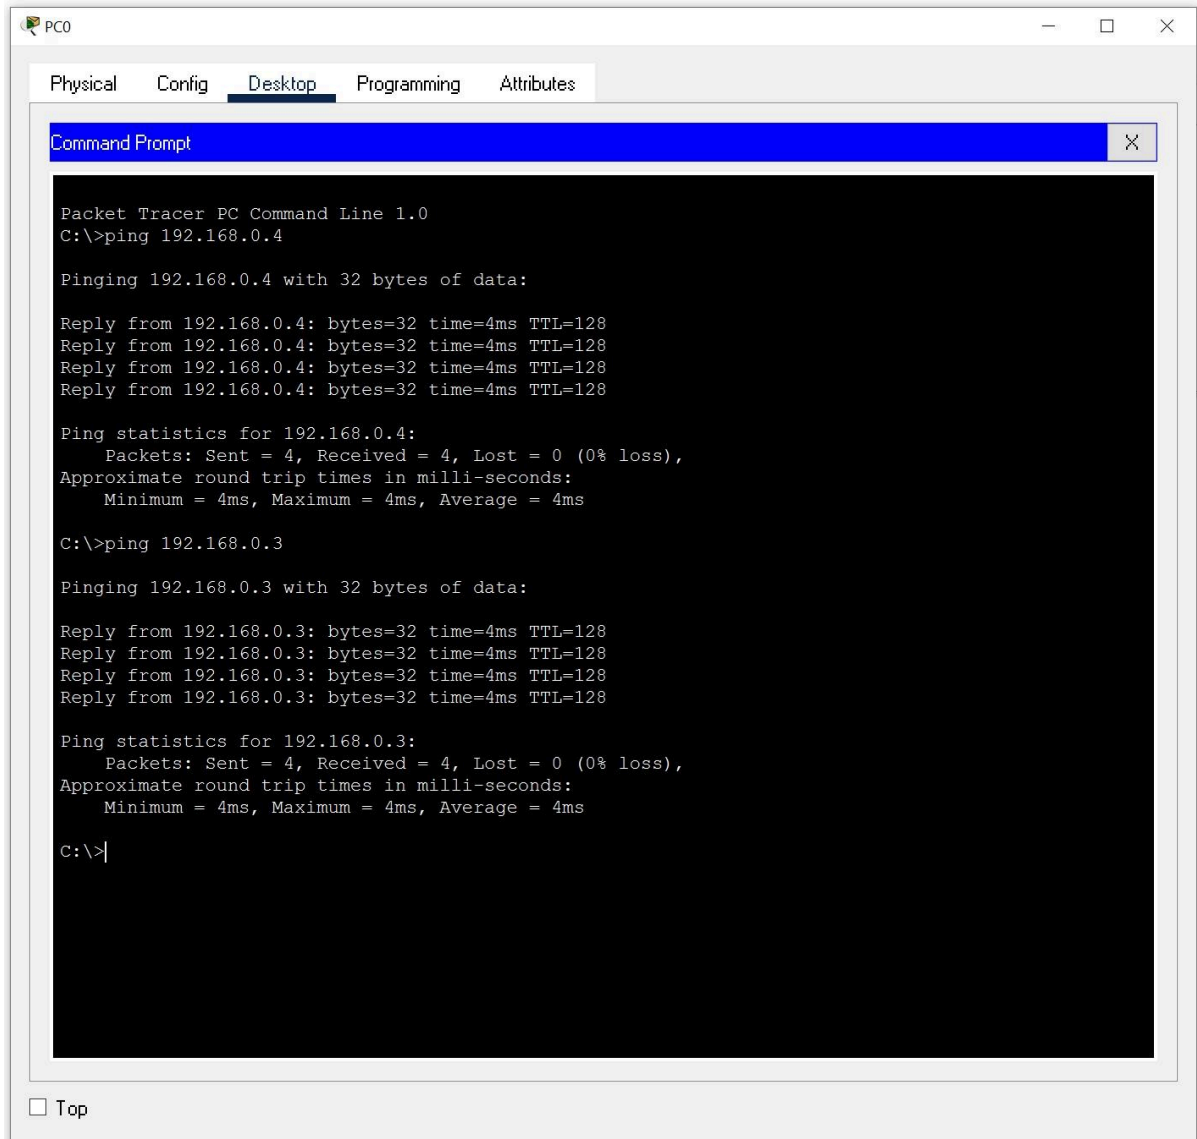 PC0
Physical Config Desktop Programming Attributes
Command Prompt X
Packet Tracer PC Command Line 1.0
C:\>ping 192.168.0.4
Pinging 192.168.0.4 with 32 bytes of data:
Reply from 192.168.0.4: bytes=32 time=4ms TTL=128
Reply from 192.168.0.4: bytes=32 time=4ms TTL=128
Reply from 192.168.0.4: bytes=32 time=4ms TTL=128
Reply from 192.168.0.4: bytes=32 time=4ms TTL=128
Ping statistics for 192.168.0.4:
Packets: Sent = 4, Received = 4, Lost = 0 (0% loss),
Approximate round trip times in milli-seconds:
Minimum = 4ms, Maximum = 4ms, Average = 4ms
C:\>ping 192.168.0.3
Pinging 192.168.0.3 with 32 bytes of data:
Reply from 192.168.0.3: bytes=32 time=4ms TTL=128
Reply from 192.168.0.3: bytes=32 time=4ms TTL=128
Reply from 192.168.0.3: bytes=32 time=4ms TTL=128
Reply from 192.168.0.3: bytes=32 time=4ms TTL=128
Ping statistics for 192.168.0.3:
Packets: Sent = 4, Received = 4, Lost = 0 (0% loss),
Approximate round trip times in milli-seconds:
Minimum = 4ms, Maximum = 4ms, Average = 4ms
C:\>
Top